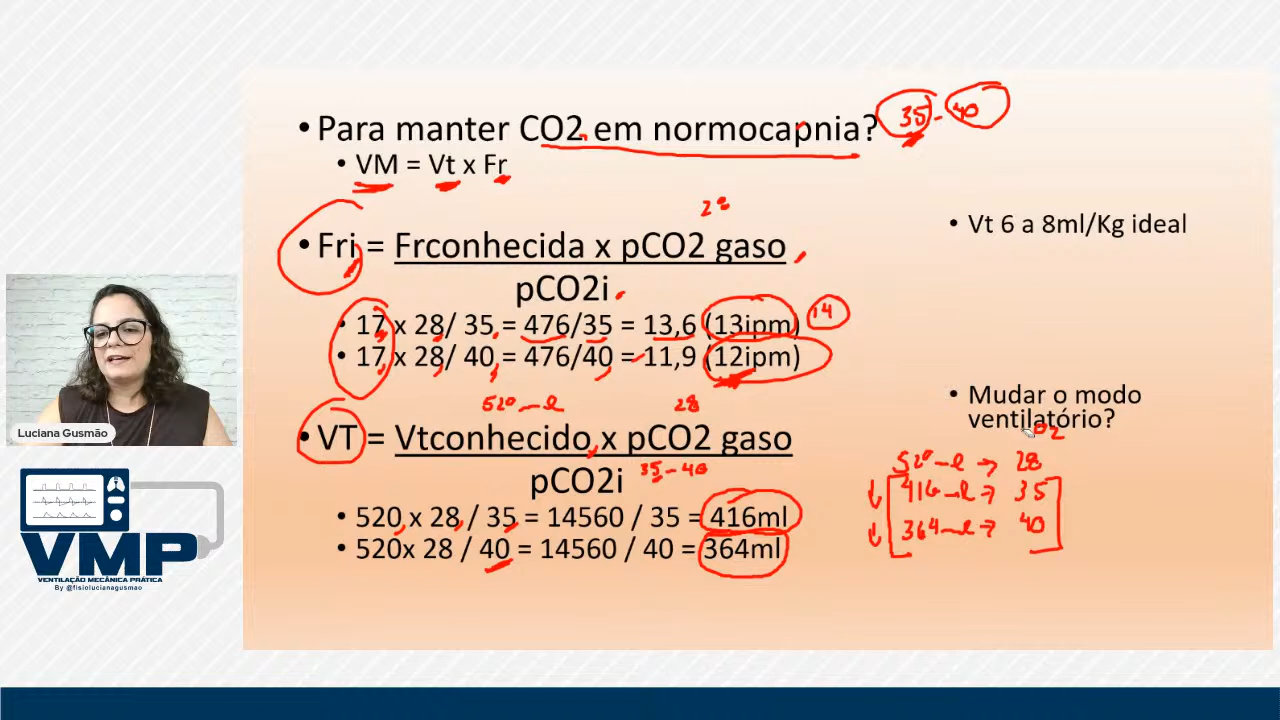 • Para manter CO2 em normocapnia? 35 - 40
• VM = Vt x Fr
2ª
• Fri = Frconhecida x pCO2 gaso
pCO2i
• 17 x 28/ 35 = 476/35 = 13,6 (13ipm) 14
• 17 x 28/ 40 = 476/40 = 11,9 (12ipm)
28
• VT = Vtconhecido x pCO2 gaso
35 - 40
pCO2i
• 520 x 28 / 35 = 14560 / 35 = 416ml
• 520x 28 / 40 = 14560 / 40 = 364ml
• Vt 6 a 8ml/Kg ideal
• Mudar o modo
ventilatório?
28
35
40
Luciana Gusmão
VMP
VENTILAÇÃO MECÂNICA PRÁTICA
By @fisiolucianagusmao